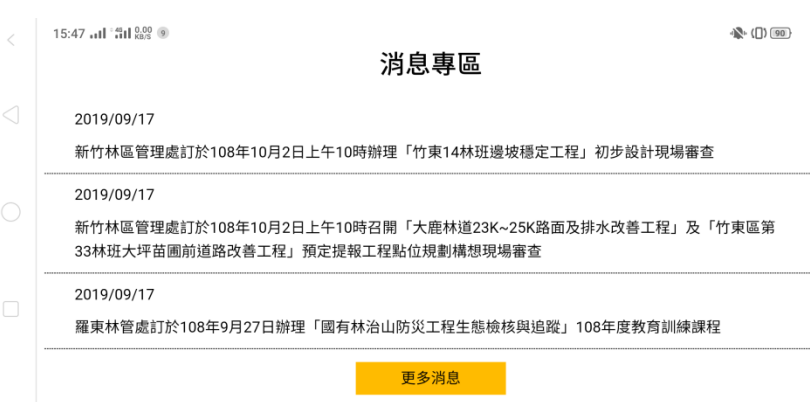 15:47 4G 0.00 KB/S 9 90
消息專區
2019/09/17
新竹林區管理處訂於108年10月2日上午10時辦理「竹東14林班邊坡穩定工程」初步設計現場審查
2019/09/17
新竹林區管理處訂於108年10月2日上午10時召開「大鹿林道23K~25K路面及排水改善工程」及「竹東區第
33林班大坪苗圃前道路改善工程」預定提報工程點位規劃構想現場審查
2019/09/17
羅東林管處訂於108年9月27日辦理「國有林治山防災工程生態檢核與追蹤」108年度教育訓練課程
更多消息